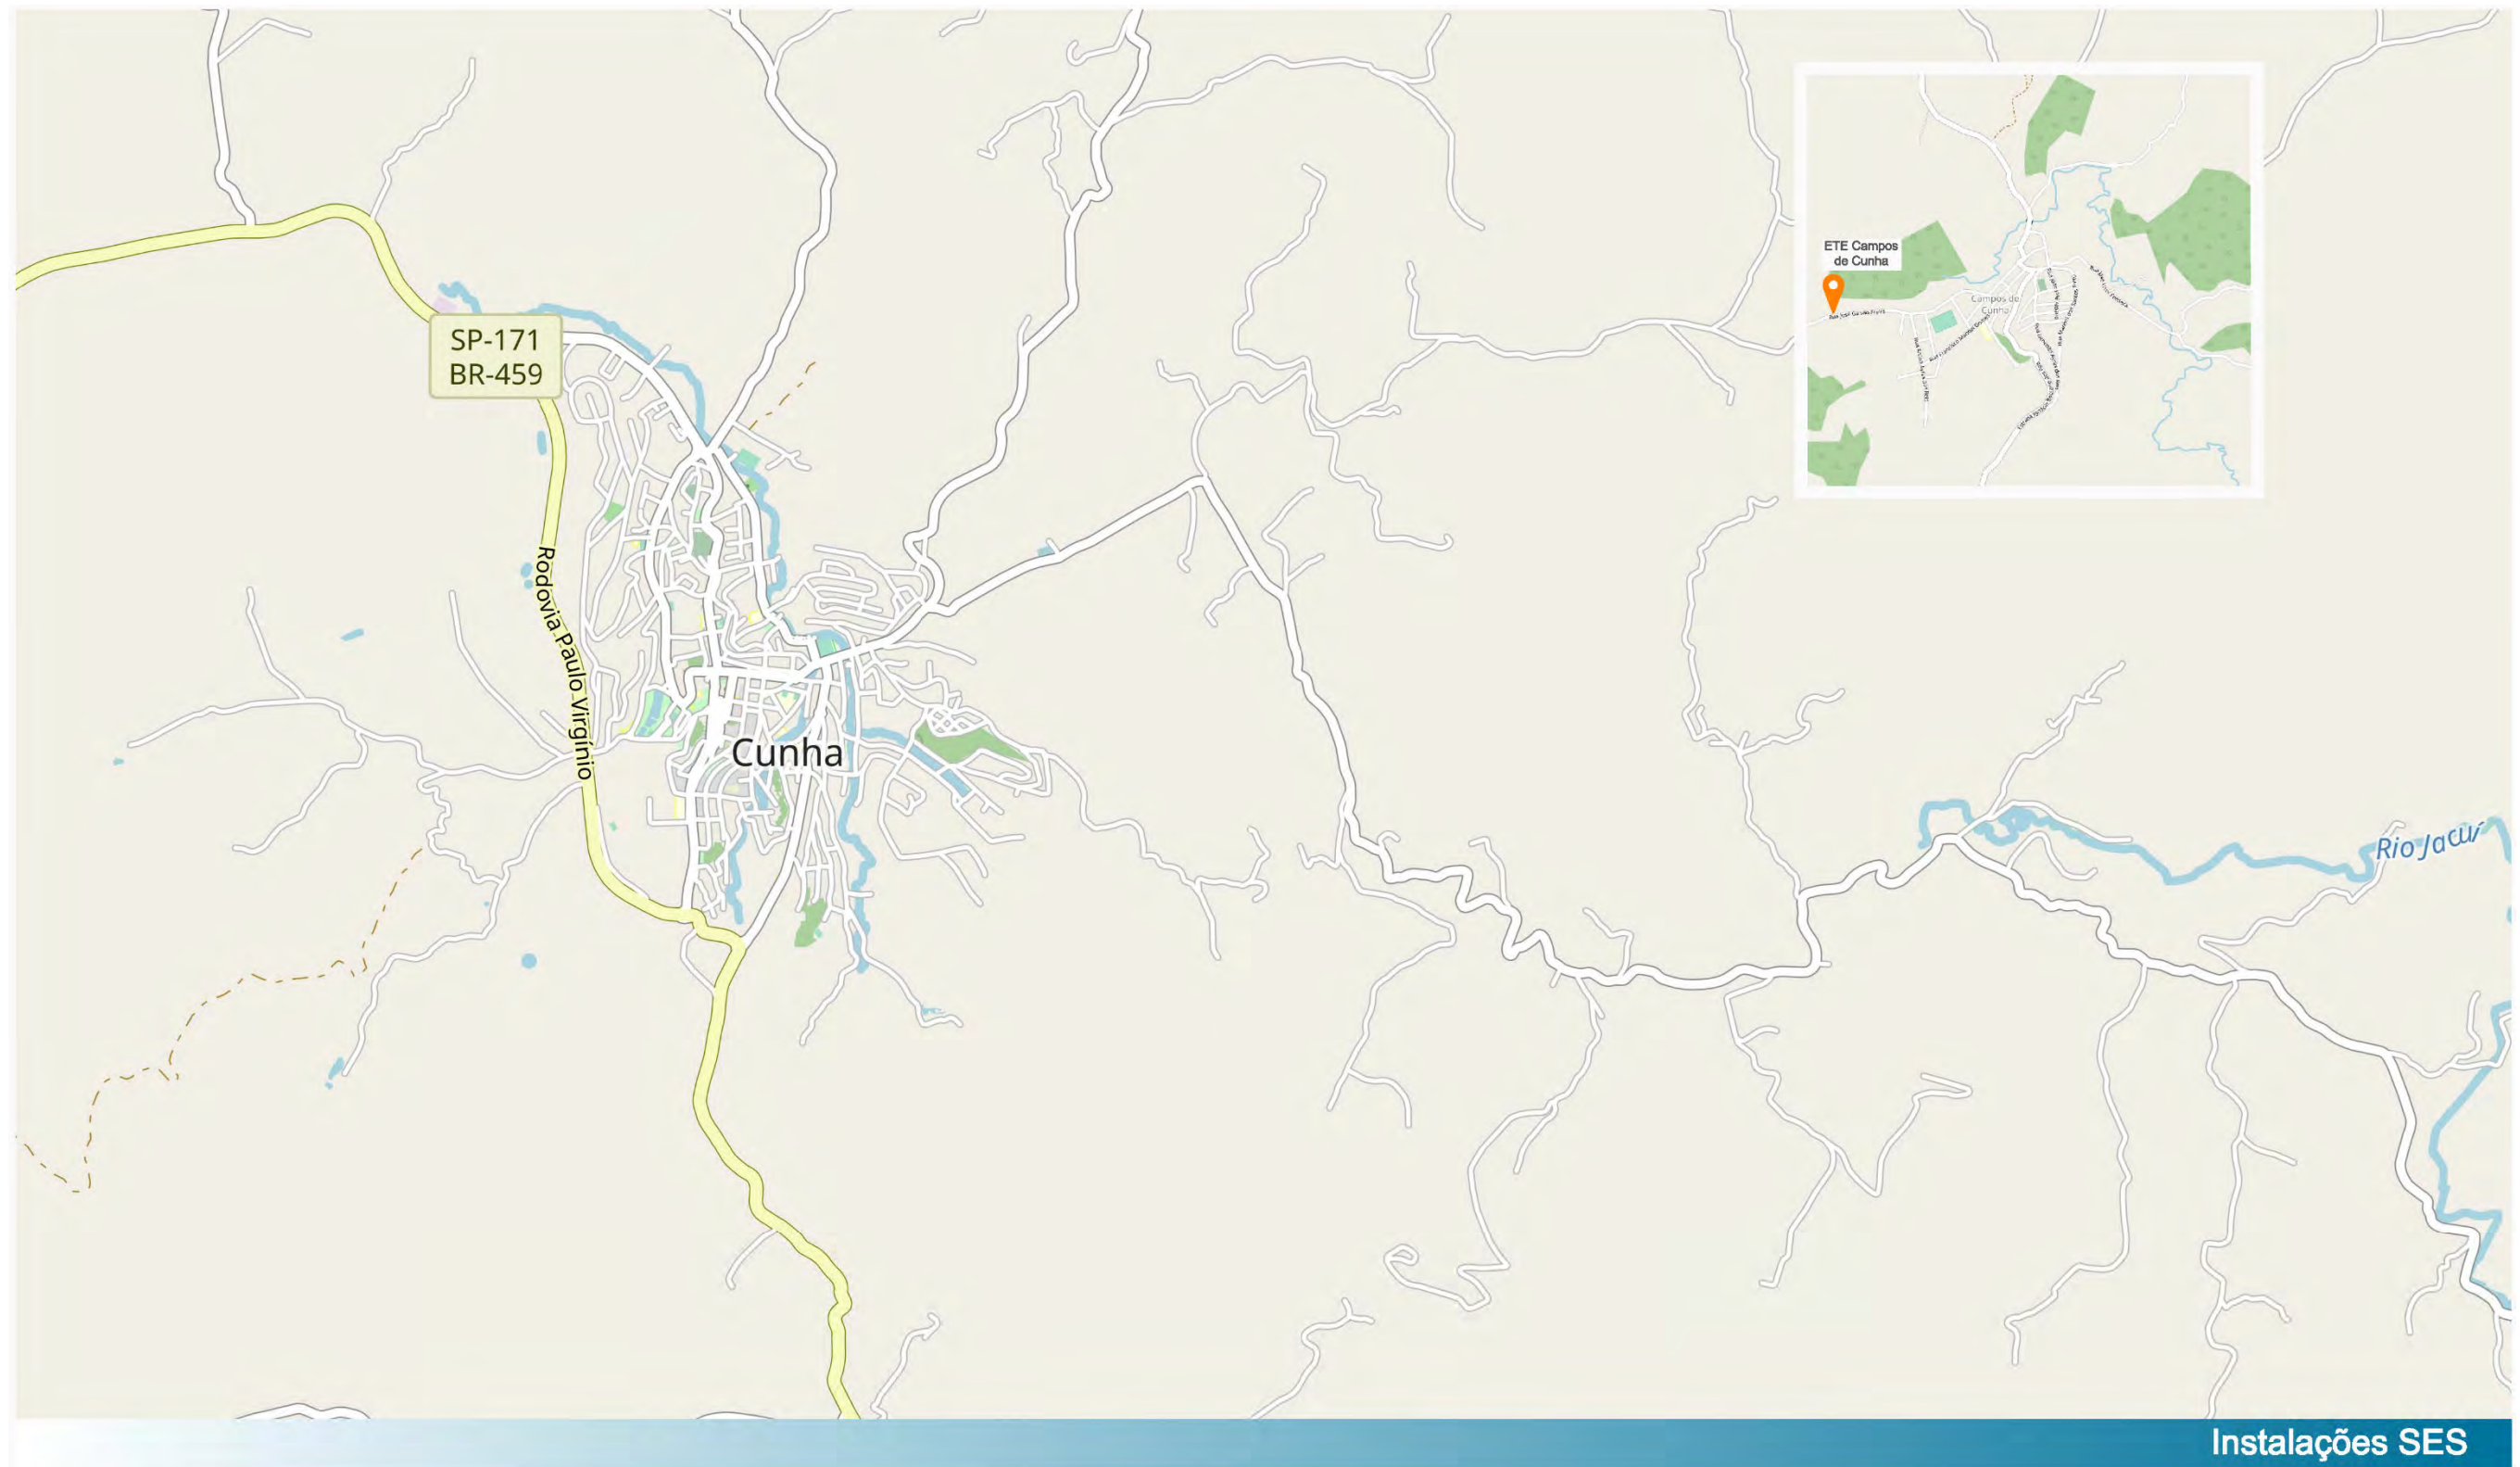 SP-171
BR-459
Rodovia Paulo Virgínio
Cunha
Rio Jacuí
ETE Campos
de Cunha
Campos de
Cunha
Instalações SES